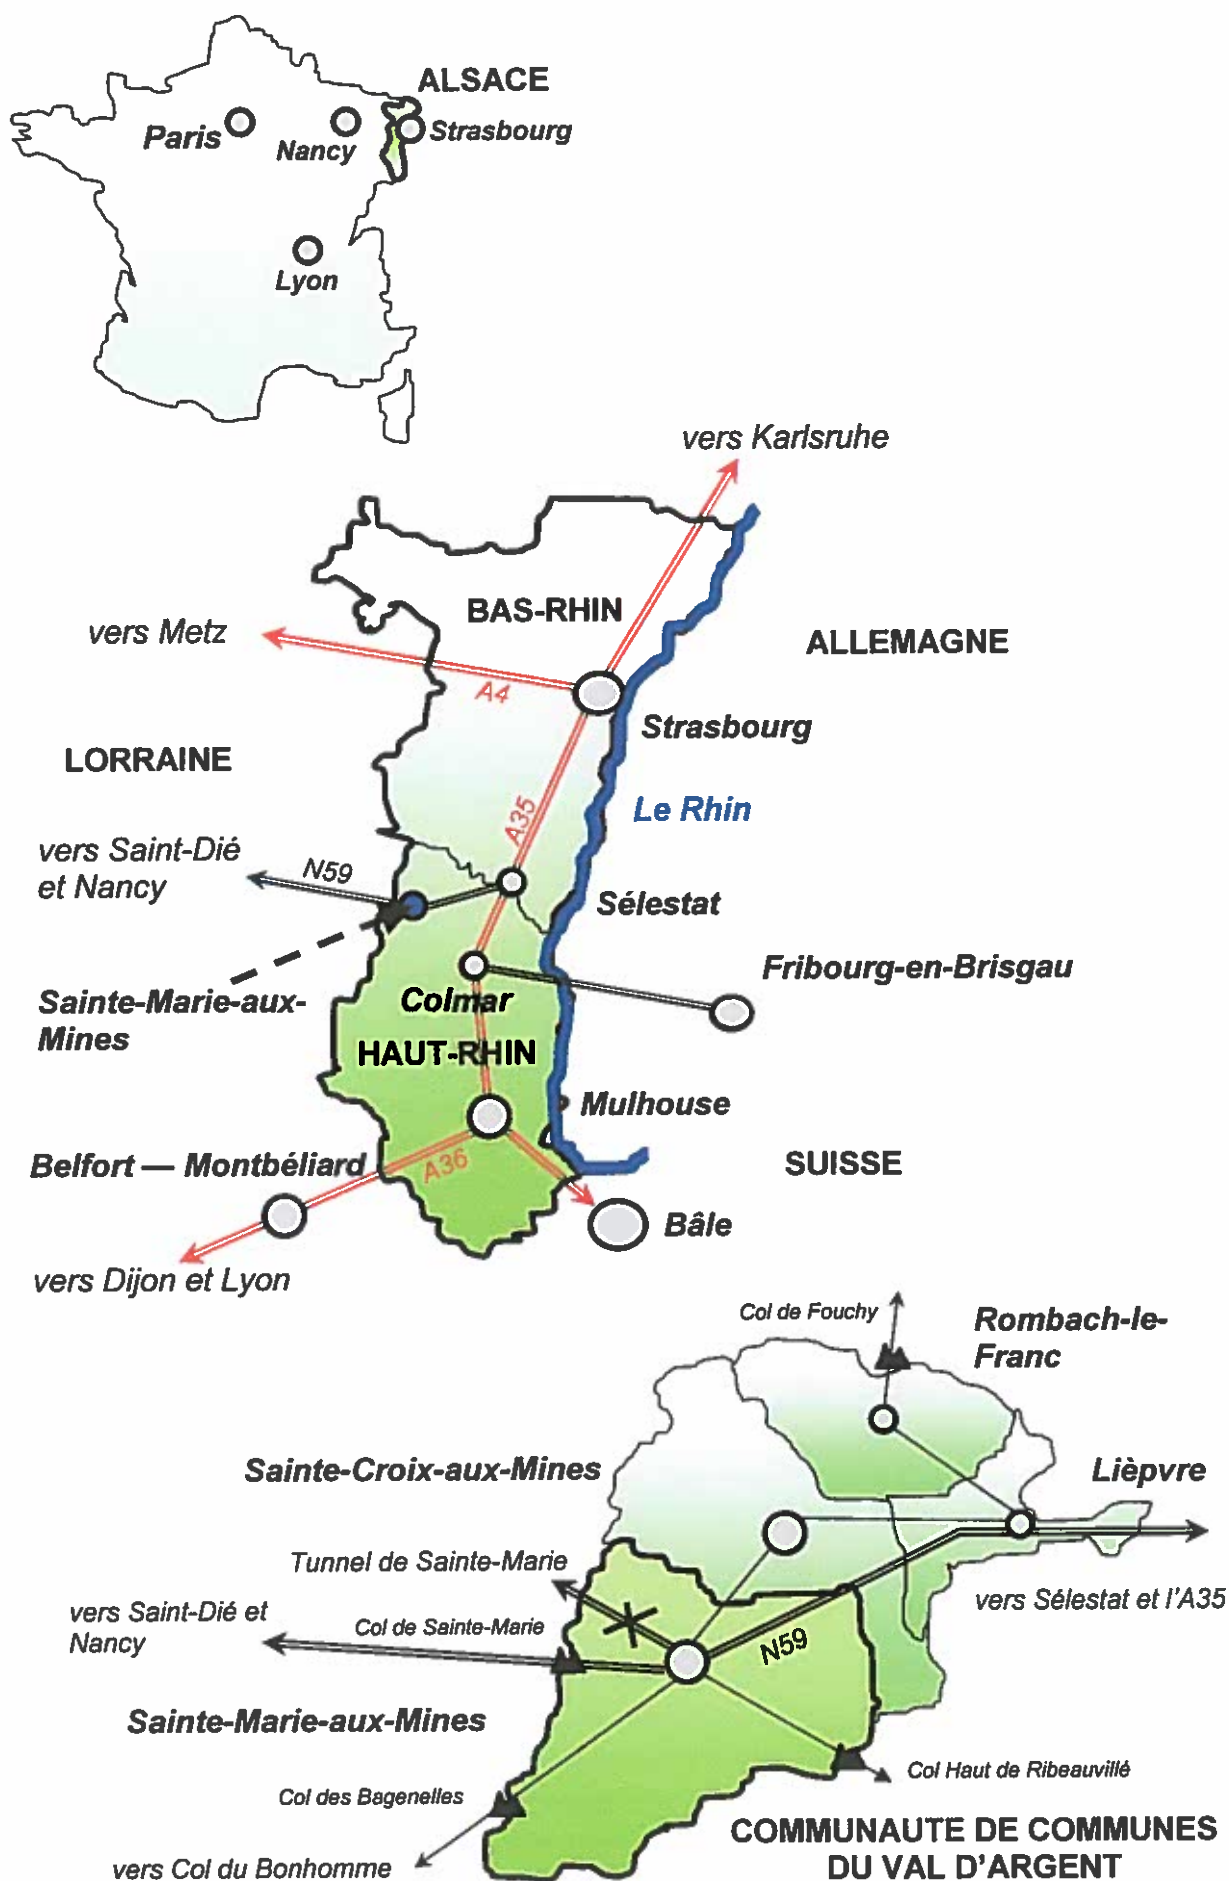 ALSACE
Paris
Nancy
Strasbourg
Lyon
vers Karlsruhe
BAS-RHIN
vers Metz
ALLEMAGNE
A4
Strasbourg
LORRAINE
A35
Le Rhin
vers Saint-Dié
et Nancy
N59
Sélestat
Fribourg-en-Brisgau
Sainte-Marie-aux-
Mines
Colmar
HAUT-RHIN
Mulhouse
Belfort — Montbéliard
A36
SUISSE
Bâle
vers Dijon et Lyon
Col de Fouchy
Rombach-le-
Franc
Sainte-Croix-aux-Mines
Lièpvre
Tunnel de Sainte-Marie
vers Sélestat et l'A35
vers Saint-Dié et
Nancy
Col de Sainte-Marie
N59
Sainte-Marie-aux-Mines
Col Haut de Ribeauvillé
Col des Bagenelles
COMMUNAUTE DE COMMUNES
DU VAL D'ARGENT
vers Col du Bonhomme